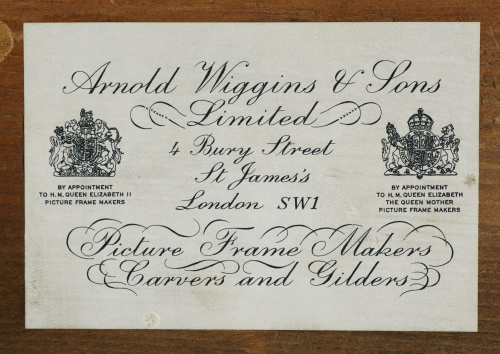 Arnold Wiggins & Sons
Limited
4 Bury Street
St James's
London SW1
BY APPOINTMENT
TO H.M. QUEEN ELIZABETH II
PICTURE FRAME MAKERS
BY APPOINTMENT
TO H.M. QUEEN ELIZABETH
THE QUEEN MOTHER
PICTURE FRAME MAKERS
Picture Frame Makers
Carvers and Gilders